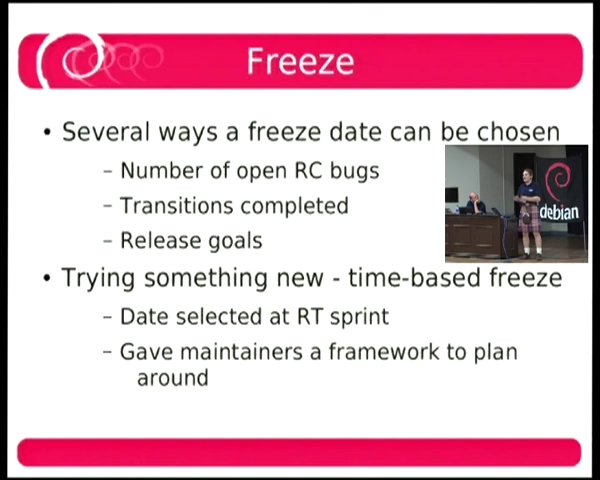 Freeze
• Several ways a freeze date can be chosen
– Number of open RC bugs
– Transitions completed
– Release goals
debian
• Trying something new - time-based freeze
– Date selected at RT sprint
– Gave maintainers a framework to plan
around